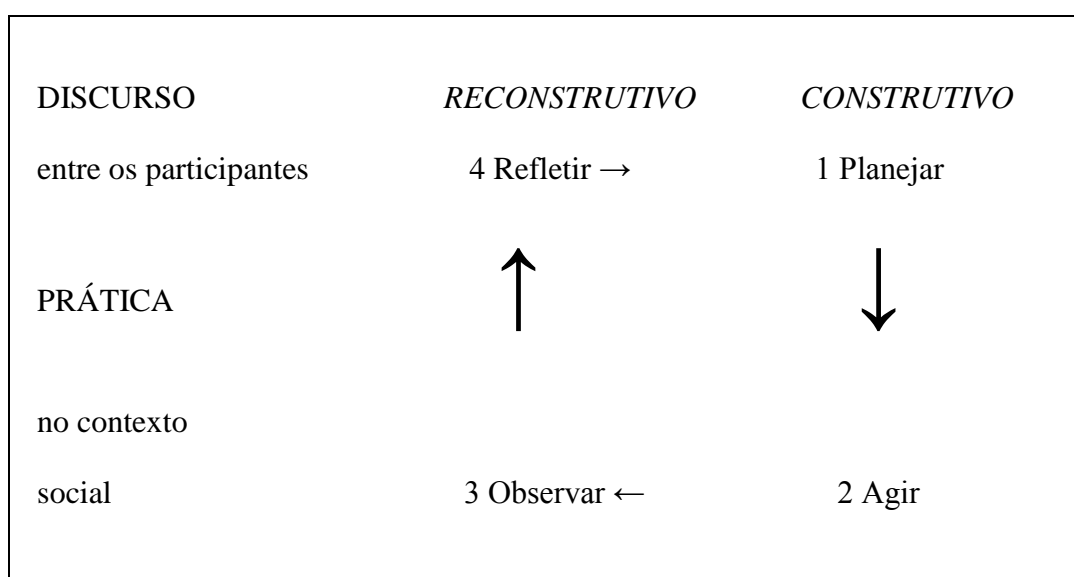 DISCURSO RECONSTRUTIVO CONSTRUTIVO
entre os participantes 4 Refletir → 1 Planejar
↑ ↓
PRÁTICA
no contexto
social 3 Observar ← 2 Agir